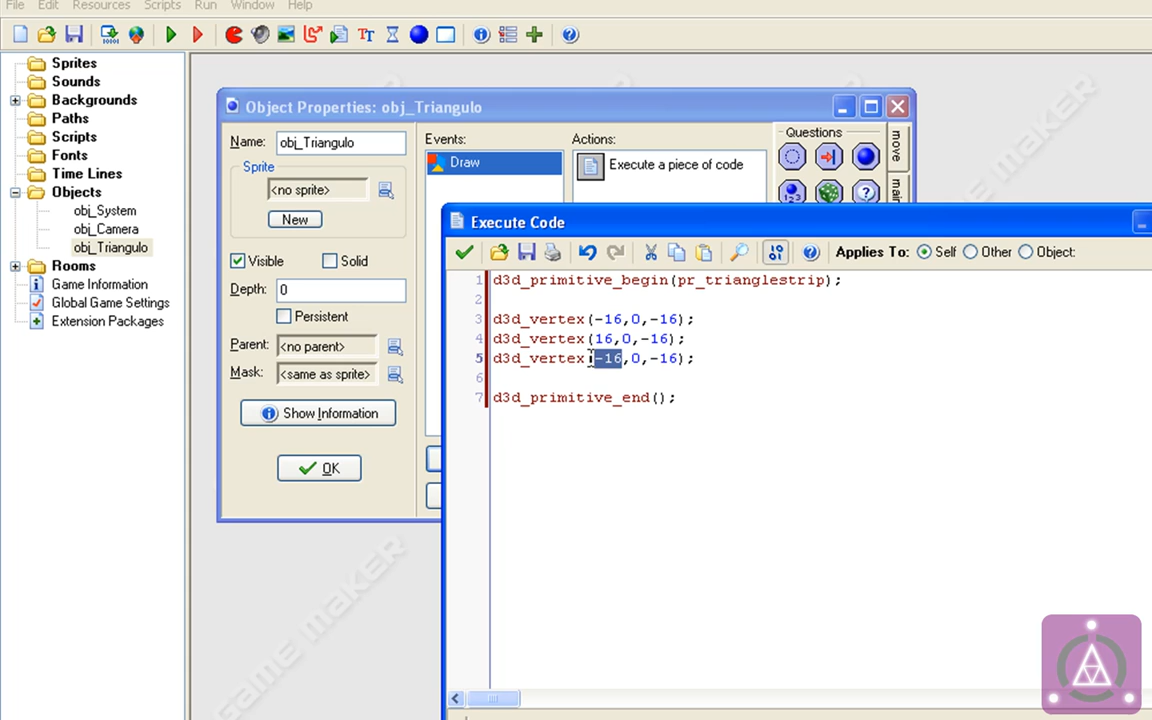 File Edit Resources Scripts Run Window Help
Sprites
Sounds
Backgrounds
Paths
Scripts
Fonts
Time Lines
Objects
obj_System
obj_Camera
obj_Triangulo
Rooms
Game Information
Global Game Settings
Extension Packages
Object Properties: obj_Triangulo
Name: obj_Triangulo
Sprite
<no sprite>
New
Visible Solid
Depth: 0
Persistent
Parent: <no parent>
Mask: <same as sprite>
Show Information
OK
Events:
Draw
Actions:
Execute a piece of code
Questions
move
Execute Code
Applies To: Self Other Object:
1 d3d_primitive_begin(pr_trianglestrip);
2
3 d3d_vertex(-16,0,-16);
4 d3d_vertex(16,0,-16);
5 d3d_vertex(-16,0,-16);
6
7 d3d_primitive_end();
GAME MAKER